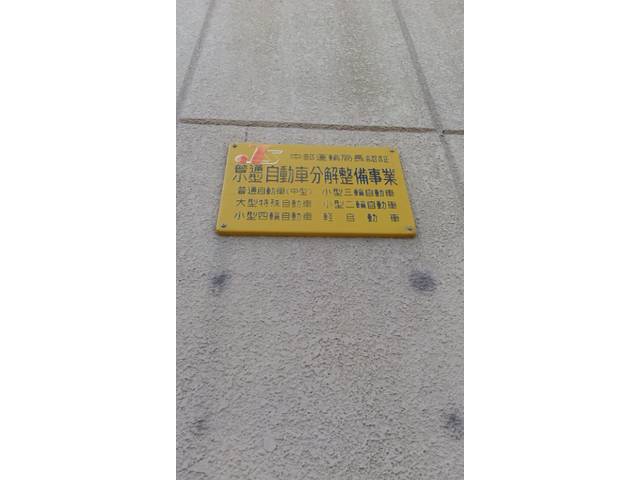 中部運輸局長認証
普通自動車分解整備事業
普通自動車(中型) 小型三輪自動車
大型特殊自動車 小型二輪自動車
小型四輪自動車 軽自動車